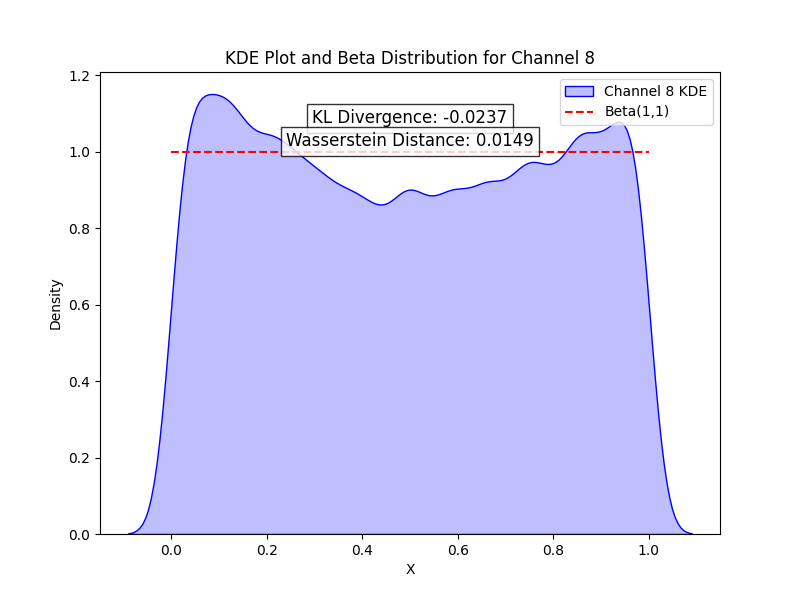 KDE Plot and Beta Distribution for Channel 8
1.2
1.0
0.8
0.6
0.4
0.2
0.0
Density
KL Divergence: -0.0237
Wasserstein Distance: 0.0149
Channel 8 KDE
Beta(1,1)
0.0 0.2 0.4 0.6 0.8 1.0
X